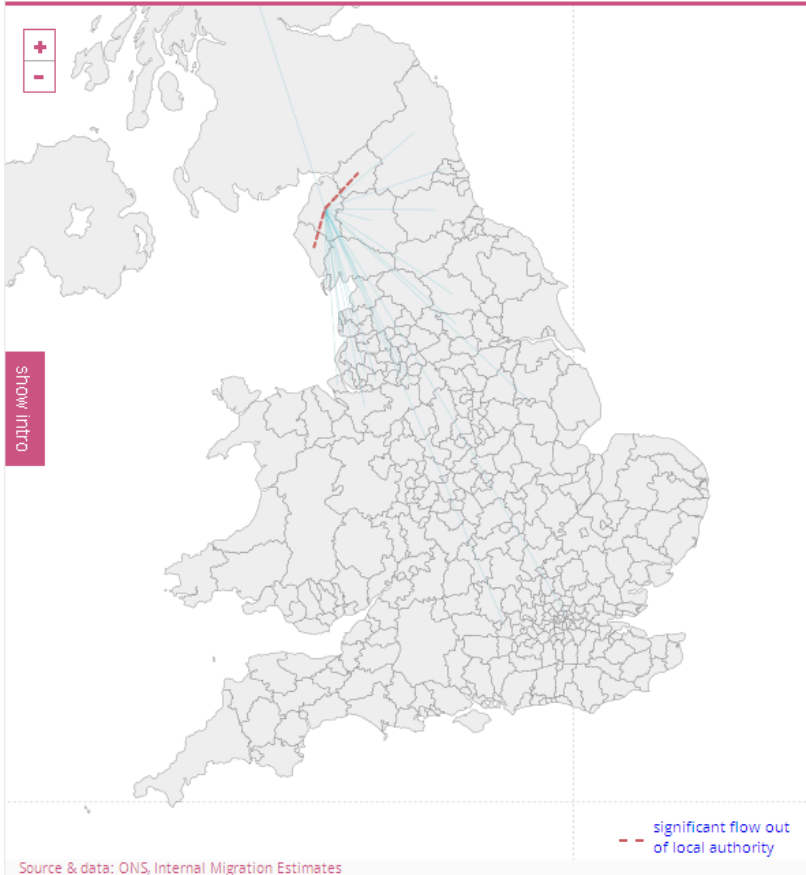 +
-
show intro
significant flow out
of local authority
Source & data: ONS, Internal Migration Estimates